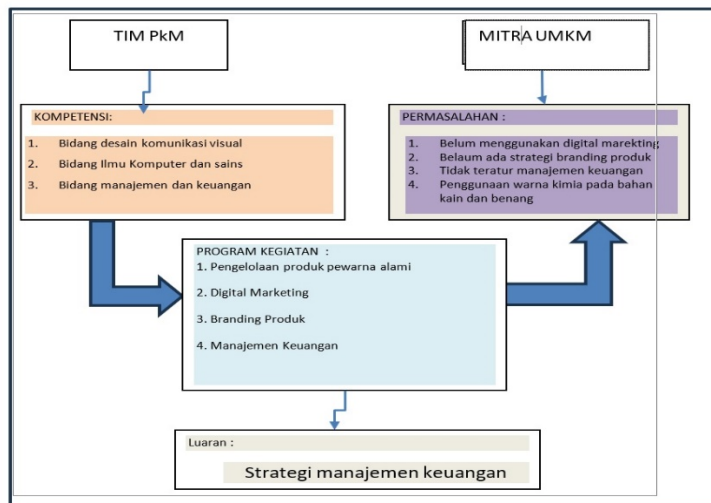 TIM PkM
MITRA UMKM
KOMPETENSI:
1. Bidang desain komunikasi visual
2. Bidang Ilmu Komputer dan sains
3. Bidang manajemen dan keuangan
PERMASALAHAN :
1. Belum menggunakan digital marekting
2. Belaum ada strategi branding produk
3. Tidak teratur manajemen keuangan
4. Penggunaan warna kimia pada bahan
kain dan benang
PROGRAM KEGIATAN :
1. Pengelolaan produk pewarna alami
2. Digital Marketing
3. Branding Produk
4. Manajemen Keuangan
Luaran :
Strategi manajemen keuangan